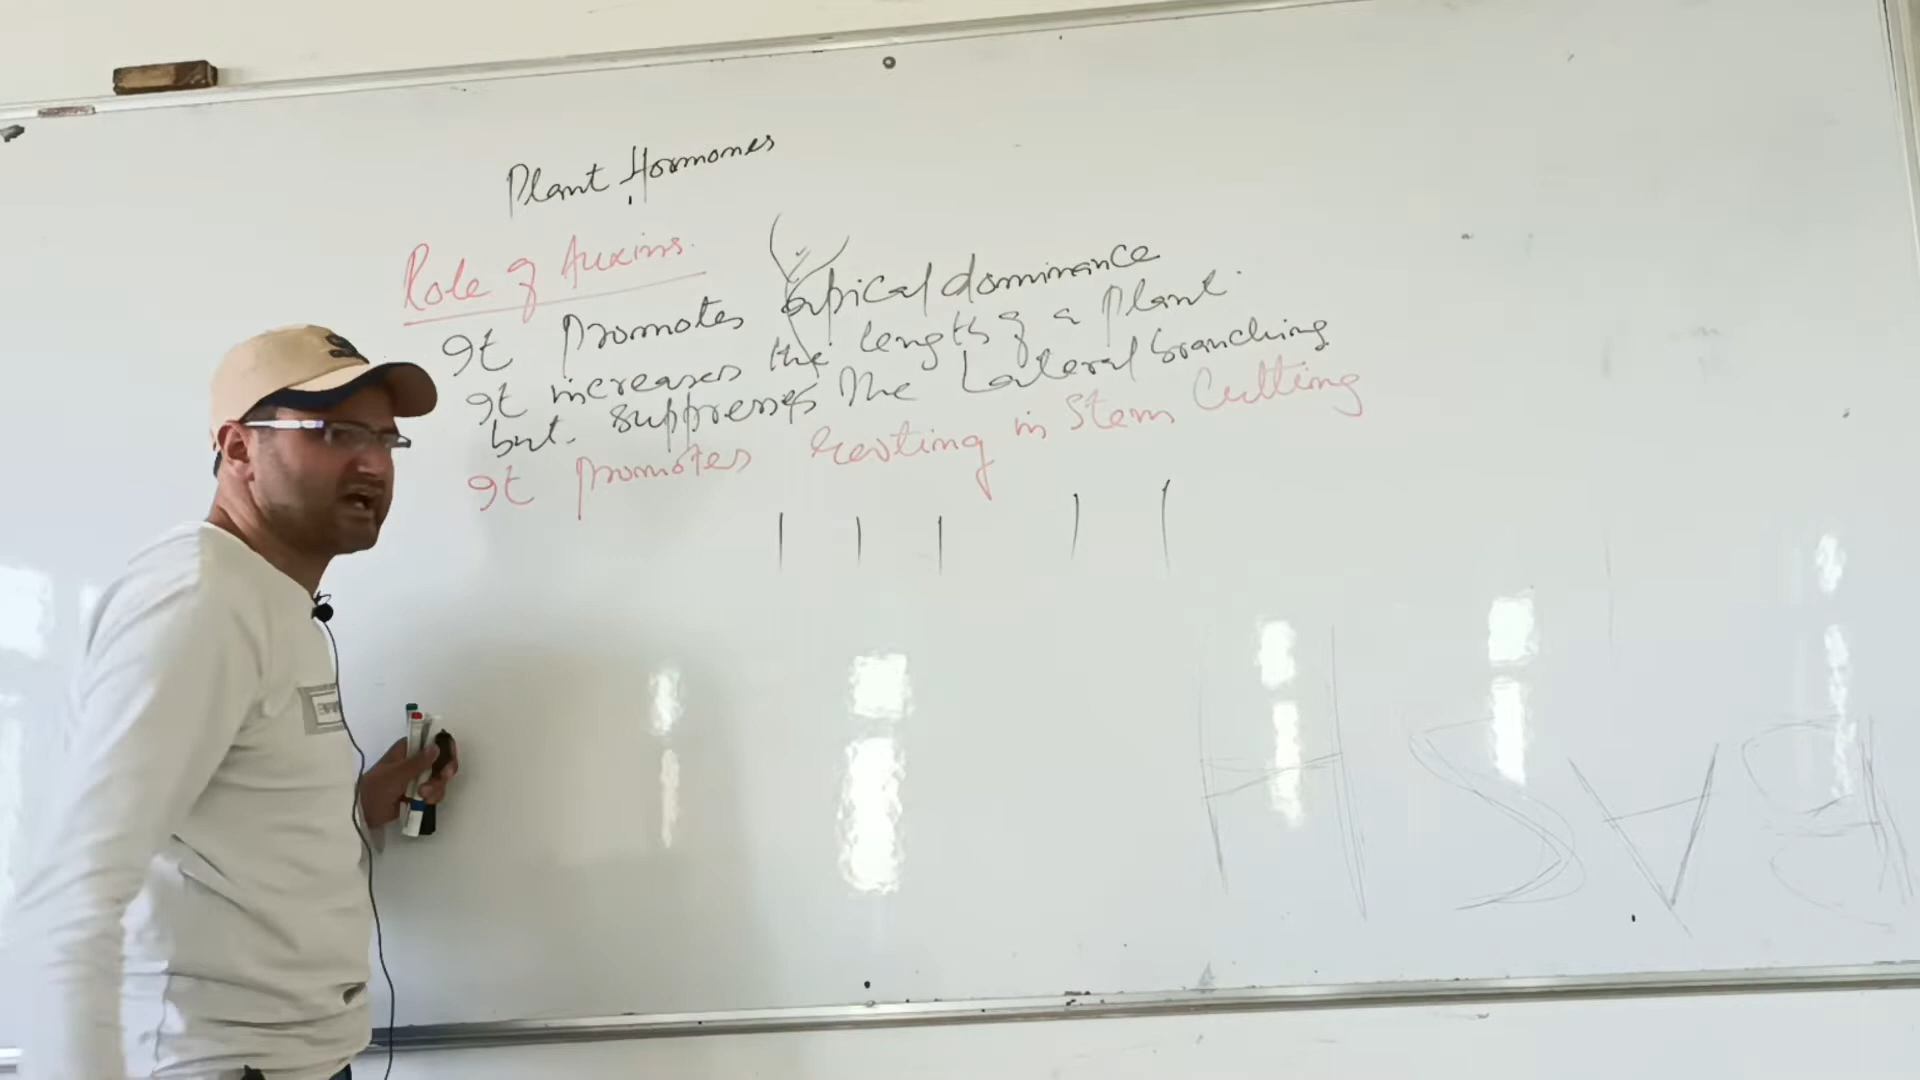 Plant Hormones
Role of Auxins.
It promotes apical dominance
It increases the length of a plant.
but suppresses the Lateral branching
It promotes rooting in Stem Cutting
HSAB